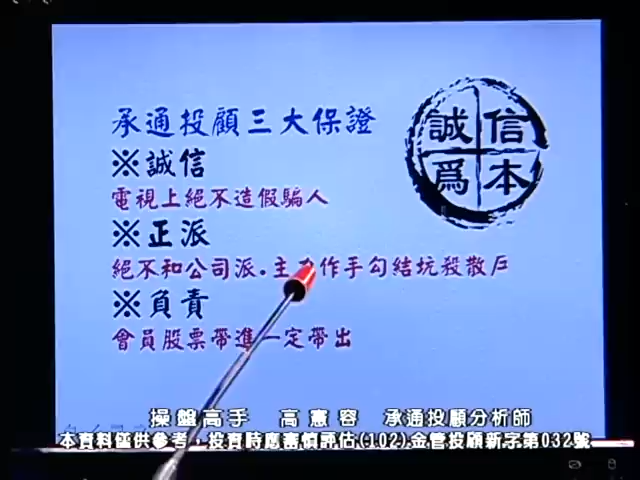 承通投顧三大保證
誠信
為本
※誠信
電視上絕不造假騙人
※正派
絕不和公司派.主力作手勾結坑殺散戶
※負責
會員股票帶進一定帶出
操盤高手 高憲容 承通投顧分析師
本資料僅供參考，投資時應審慎評估(102)金管投顧新字第032號